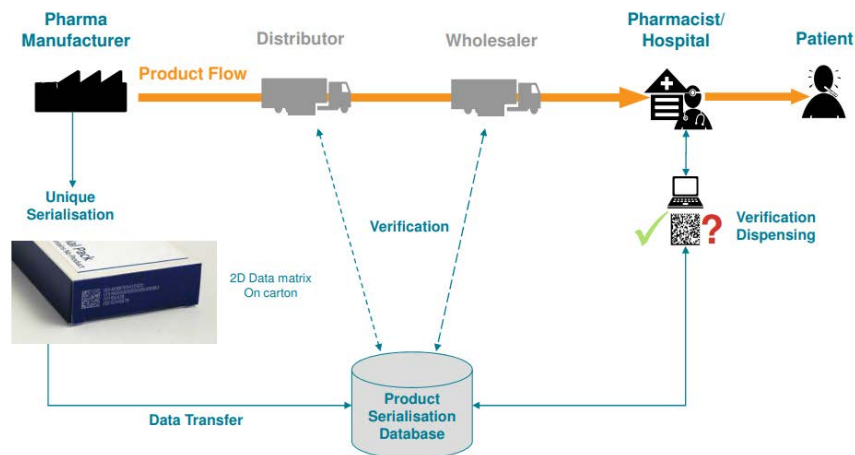 Pharma
Manufacturer
Distributor
Wholesaler
Pharmacist/
Hospital
Patient
Product Flow
Unique
Serialisation
Verification
Verification
Dispensing
2D Data matrix
On carton
Pack
Data Transfer
Product
Serialisation
Database